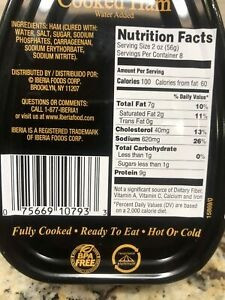 Cooked Ham
Water Added
INGREDIENTS: HAM (CURED WITH:
WATER, SALT, SUGAR, SODIUM
PHOSPHATES, CARRAGEENAN,
SODIUM ERYTHORBATE,
SODIUM NITRITE).
DISTRIBUTED BY / DISTRIBUIDO POR:
IBERIA FOODS CORP.
BROOKLYN, NY 11207
QUESTIONS OR COMMENTS:
CALL 1-877-IBERIA1
or visit us at www.Iberiafood.com
IBERIA IS A REGISTERED TRADEMARK
OF IBERIA FOODS CORP.
0 75669 10793 3
Nutrition Facts
Serving Size 2 oz (56g)
Servings Per Container 8
Amount Per Serving
Calories 100 Calories from fat 60
% Daily Value*
Total Fat 7g 10%
Saturated Fat 2g 11%
Trans Fat 0g
Cholesterol 40mg 13%
Sodium 620mg 26%
Total Carbohydrate
Less than 1g 0%
Sugars less than 1g
Protein 9g
Not a significant source of Dietary Fiber,
Vitamin A, Vitamin C, Calcium and Iron
*Percent Daily Values (DV) are based on
a 2,000 calorie diet.
Fully Cooked • Ready To Eat • Hot Or Cold
BPA
FREE